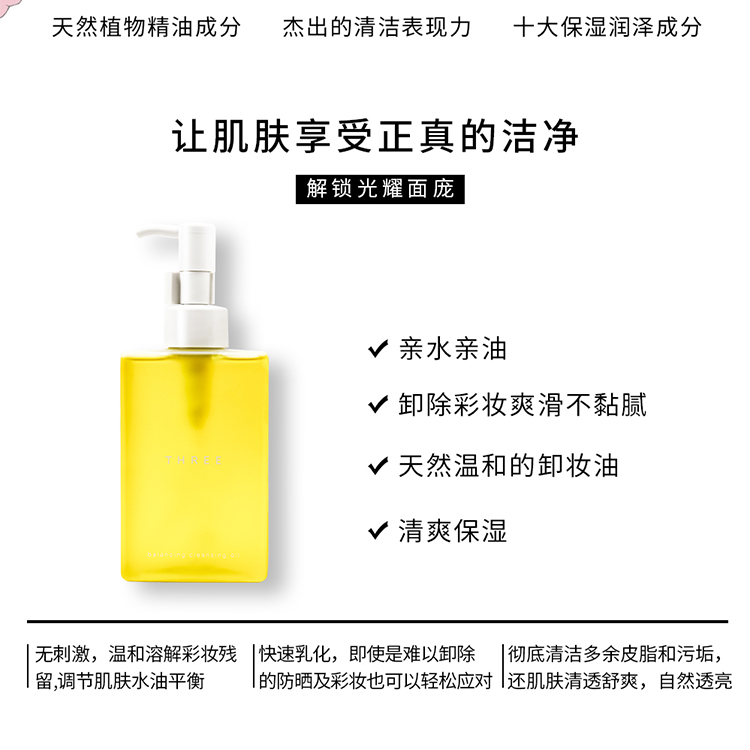 天然植物精油成分 杰出的清洁表现力 十大保湿润泽成分
让肌肤享受正真的洁净
解锁光耀面庞
亲水亲油
卸除彩妆爽滑不黏腻
天然温和的卸妆油
清爽保湿
THREE
无刺激，温和溶解彩妆残
留,调节肌肤水油平衡
快速乳化，即使是难以卸除
的防晒及彩妆也可以轻松应对
彻底清洁多余皮脂和污垢，
还肌肤清透舒爽，自然透亮